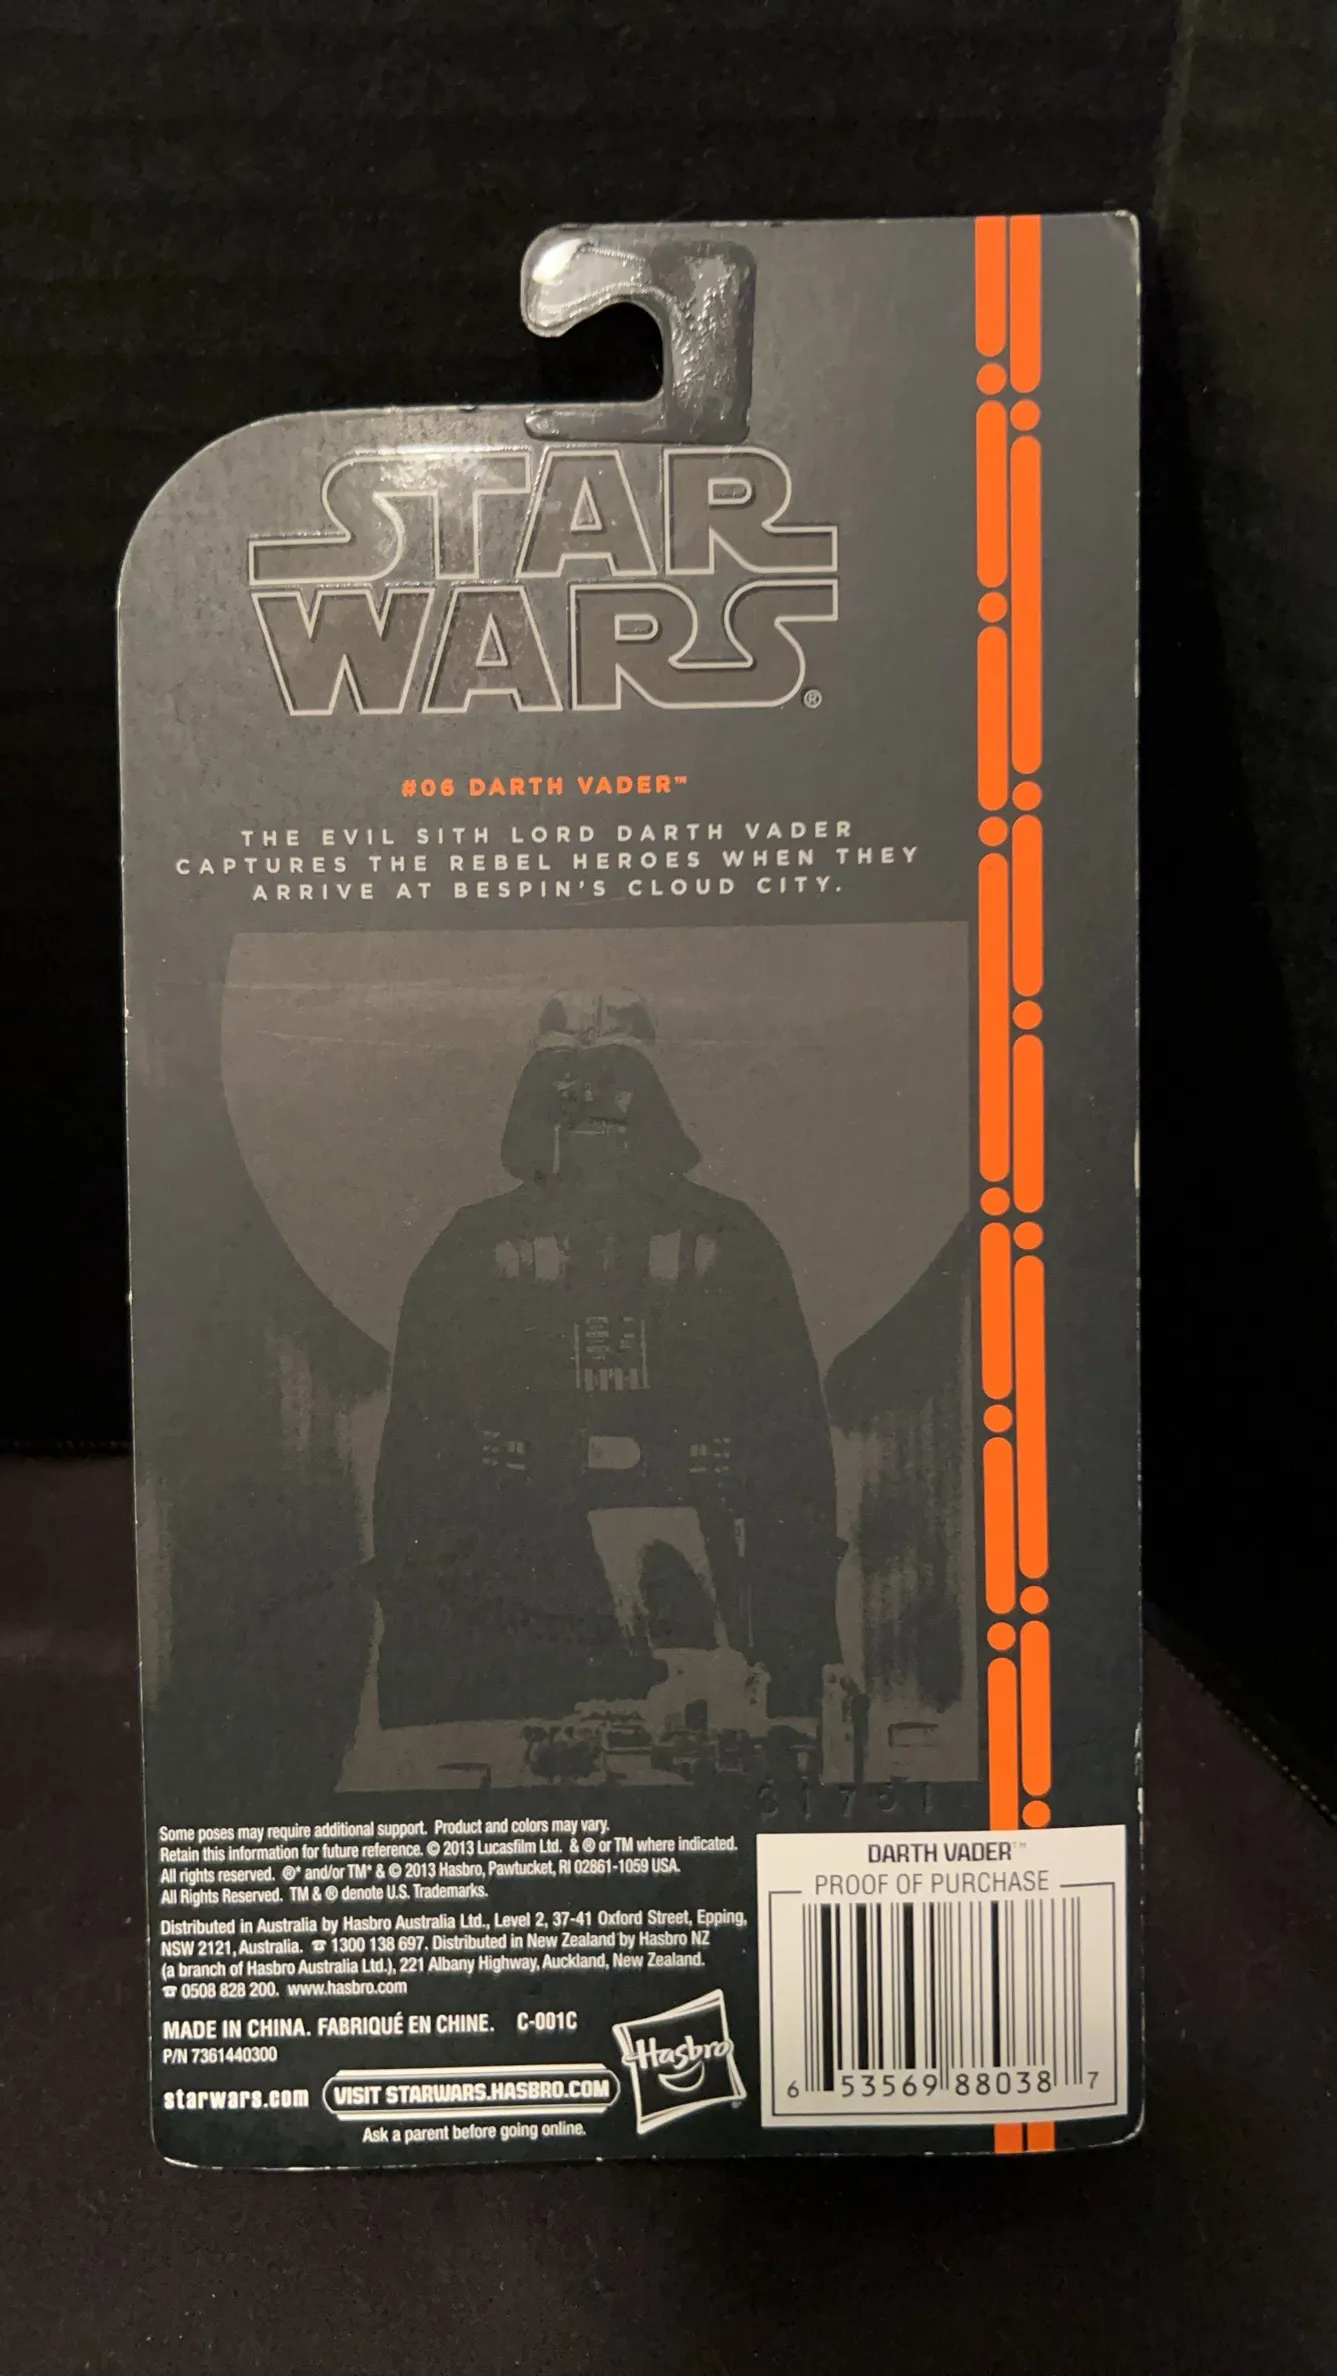 STAR
WARS®
#06 DARTH VADER™
THE EVIL SITH LORD DARTH VADER
CAPTURES THE REBEL HEROES WHEN THEY
ARRIVE AT BESPIN'S CLOUD CITY.
Some poses may require additional support. Product and colors may vary.
Retain this information for future reference. © 2013 Lucasfilm Ltd. & ® or TM where indicated.
All rights reserved. ®* and/or TM* & © 2013 Hasbro, Pawtucket, RI 02861-1059 USA.
All Rights Reserved. TM & ® denote U.S. Trademarks.
Distributed in Australia by Hasbro Australia Ltd., Level 2, 37-41 Oxford Street, Epping,
NSW 2121, Australia. ☎ 1300 138 697. Distributed in New Zealand by Hasbro NZ
(a branch of Hasbro Australia Ltd.), 221 Albany Highway, Auckland, New Zealand.
☎ 0508 828 200. www.hasbro.com
MADE IN CHINA. FABRIQUÉ EN CHINE. C-001C
P/N 7361440300
starwars.com VISIT STARWARS.HASBRO.COM
Ask a parent before going online.
Hasbro
DARTH VADER™
PROOF OF PURCHASE
6 53569 88038 7